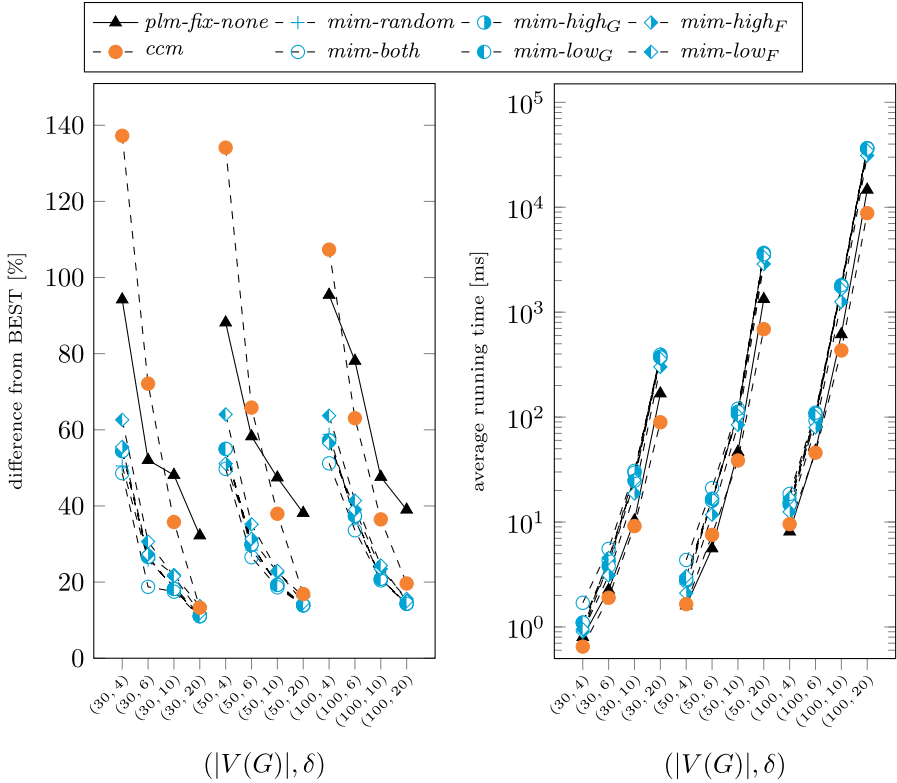 plm-fix-none mim-random mim-high_G mim-high_F
ccm mim-both mim-low_G mim-low_F
difference from BEST [%]
140
120
100
80
60
40
20
0
(30, 4) (30, 6) (30, 10) (30, 20) (50, 4) (50, 6) (50, 10) (50, 20) (100, 4) (100, 6) (100, 10) (100, 20)
(|V(G)|, δ)
average running time [ms]
10^5
10^4
10^3
10^2
10^1
10^0
(30, 4) (30, 6) (30, 10) (30, 20) (50, 4) (50, 6) (50, 10) (50, 20) (100, 4) (100, 6) (100, 10) (100, 20)
(|V(G)|, δ)